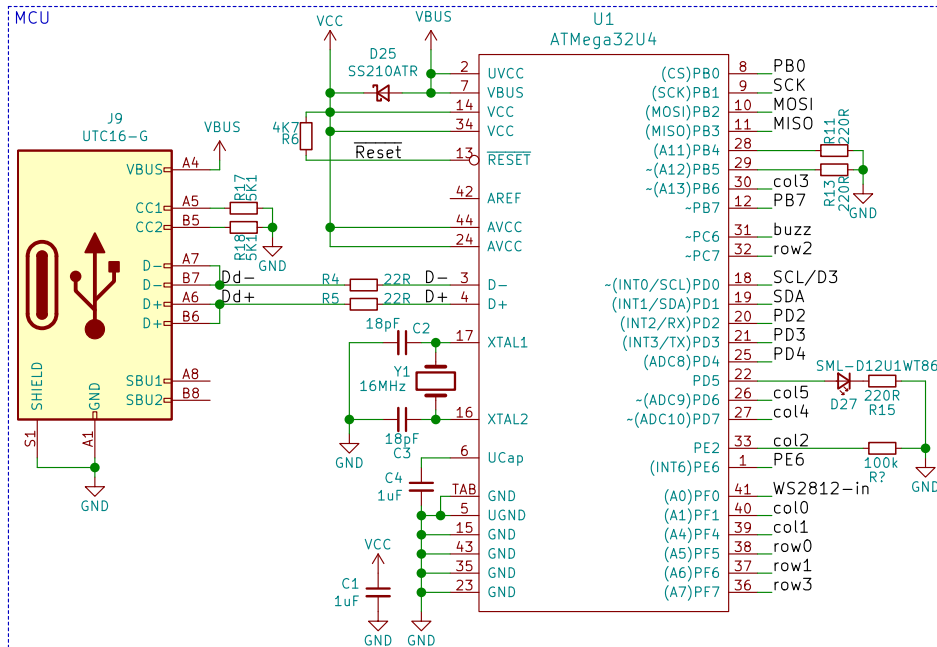 MCU
U1
ATMega32U4
VCC
VBUS
D25
SS210ATR
4K7
R6
Reset
J9
UTC16-G
VBUS
VBUS A4
CC1 A5
CC2 B5
R17
5K1
R18
5K1
GND
D- A7
D- B7
D+ A6
D+ B6
Dd-
Dd+
R4 22R D-
R5 22R D+
SBU1 A8
SBU2 B8
SHIELD
GND
S1
A1
GND
18pF C2
Y1
16MHz
18pF
C3
GND
C4
1uF
VCC
C1
1uF
GND
GND
2 UVCC
7 VBUS
14 VCC
34 VCC
13 RESET
42 AREF
44 AVCC
24 AVCC
3 D-
4 D+
17 XTAL1
16 XTAL2
6 UCap
TAB GND
5 UGND
15 GND
43 GND
35 GND
23 GND
(CS)PB0 8 PB0
(SCK)PB1 9 SCK
(MOSI)PB2 10 MOSI
(MISO)PB3 11 MISO
(A11)PB4 28
~(A12)PB5 29
~(A13)PB6 30 col3
~PB7 12 PB7
~PC6 31 buzz
~PC7 32 row2
~(INT0/SCL)PD0 18 SCL/D3
(INT1/SDA)PD1 19 SDA
(INT2/RX)PD2 20 PD2
(INT3/TX)PD3 21 PD3
(ADC8)PD4 25 PD4
PD5 22
~(ADC9)PD6 26 col5
~(ADC10)PD7 27 col4
PE2 33 col2
(INT6)PE6 1 PE6
(A0)PF0 41 WS2812-in
(A1)PF1 40 col0
(A4)PF4 39 col1
(A5)PF5 38 row0
(A6)PF6 37 row1
(A7)PF7 36 row3
R11
220R
R13
220R
GND
SML-D12U1WT86
D27
220R
R15
100k
R?
GND